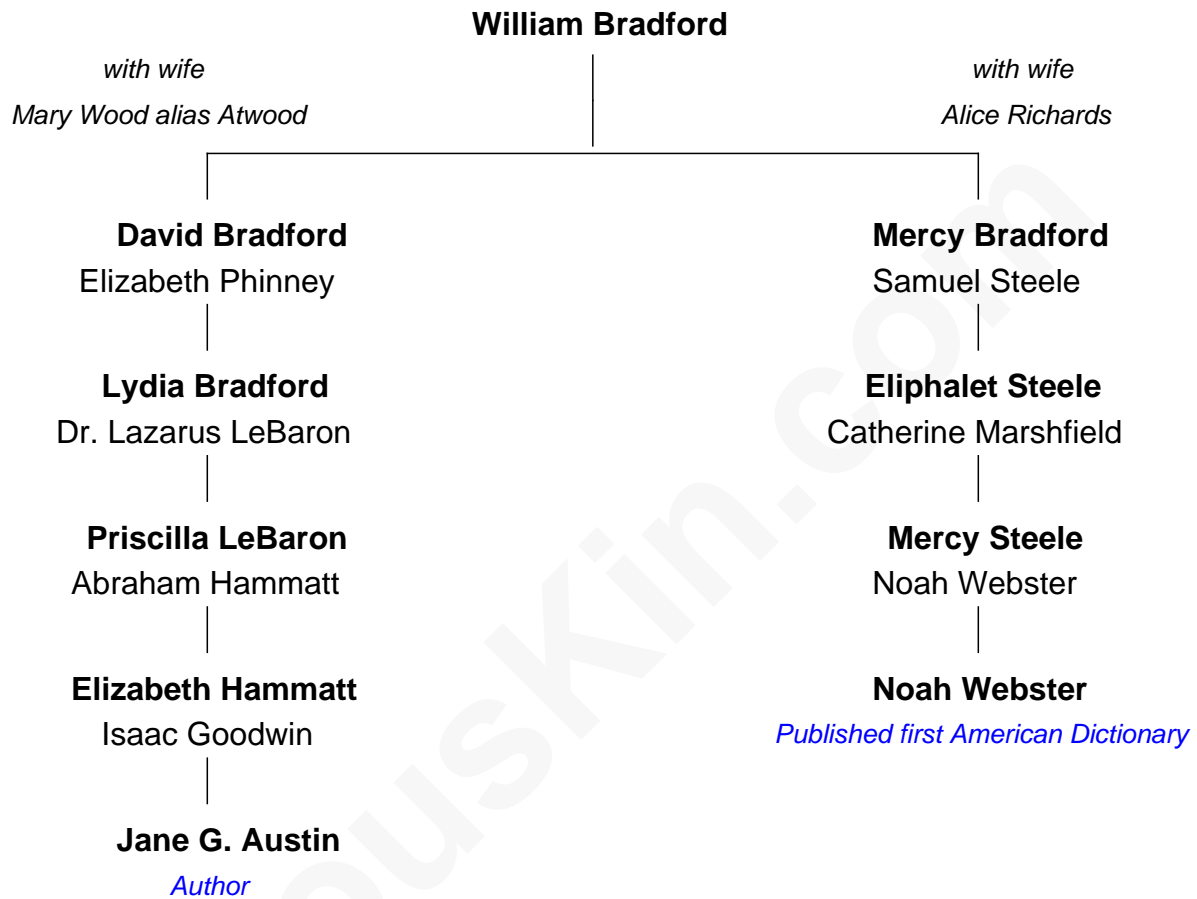 William Bradford
with wife
Mary Wood alias Atwood
with wife
Alice Richards
David Bradford
Elizabeth Phinney
Mercy Bradford
Samuel Steele
Lydia Bradford
Dr. Lazarus LeBaron
Eliphalet Steele
Catherine Marshfield
Priscilla LeBaron
Abraham Hammatt
Mercy Steele
Noah Webster
Elizabeth Hammatt
Isaac Goodwin
Noah Webster
Published first American Dictionary
Jane G. Austin
Author
ousKin.com